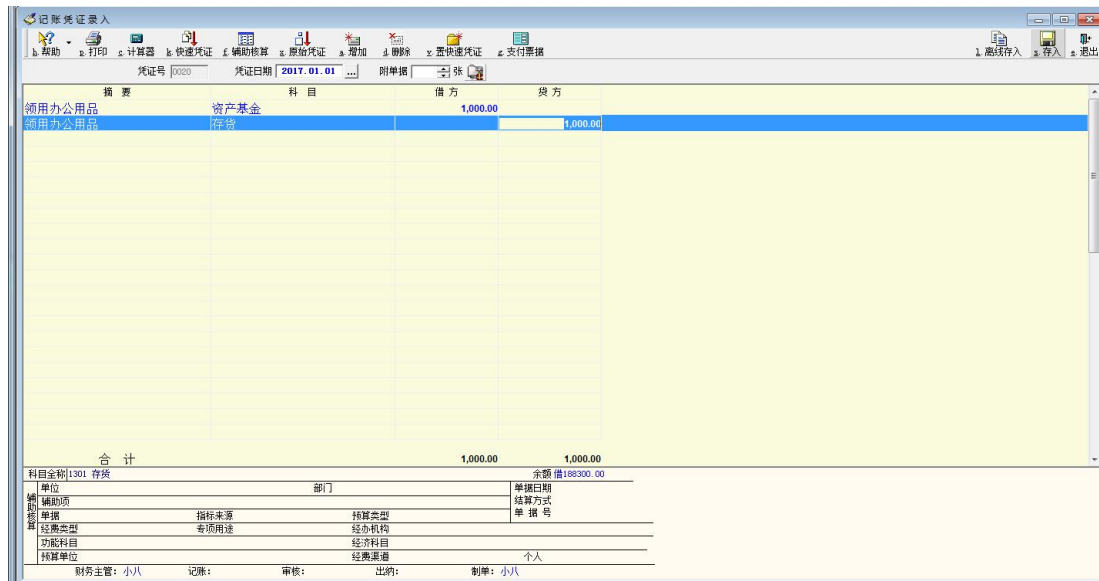 记账凭证录入
h.帮助 p.打印 c.计算器 k.快速凭证 f.辅助核算 g.原始凭证 a.增加 d.删除 v.置快速凭证 z.支付票据 l.离线存入 s.存入 x.退出
凭证号 0020 凭证日期 2017.01.01 ... 附单据 张
摘 要 科 目 借 方 贷 方
领用办公用品 资产基金 1,000.00
领用办公用品 存货 1,000.00
合 计 1,000.00 1,000.00
科目全称 1301 存货 余额 借188300.00
辅助核算
单位 部门 单据日期
辅助项 结算方式
单据 指标来源 预算类型 单 据 号
经费类型 专项用途 经办机构
功能科目 经济科目
预算单位 经费渠道 个人
财务主管: 小八 记账: 审核: 出纳: 制单: 小八